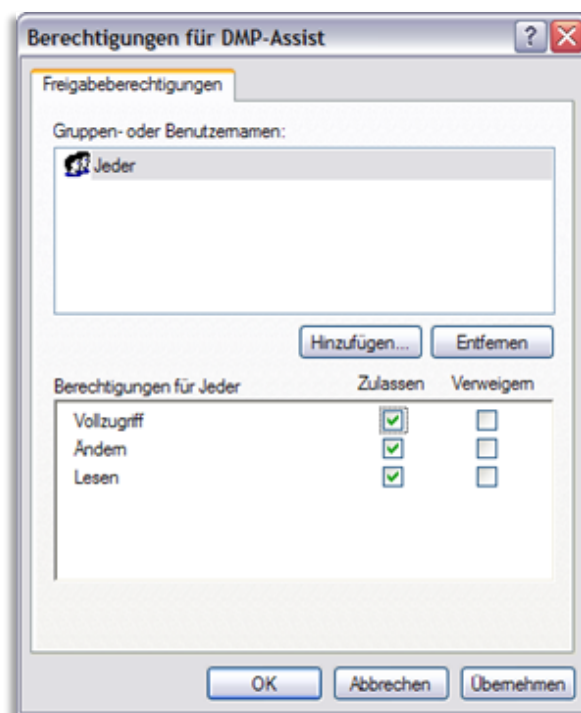 Berechtigungen für DMP-Assist
Freigabeberechtigungen
Gruppen- oder Benutzernamen:
Jeder
Hinzufügen... Entfernen
Berechtigungen für Jeder Zulassen Verweigern
Vollzugriff
Ändern
Lesen
OK Abbrechen Übernehmen